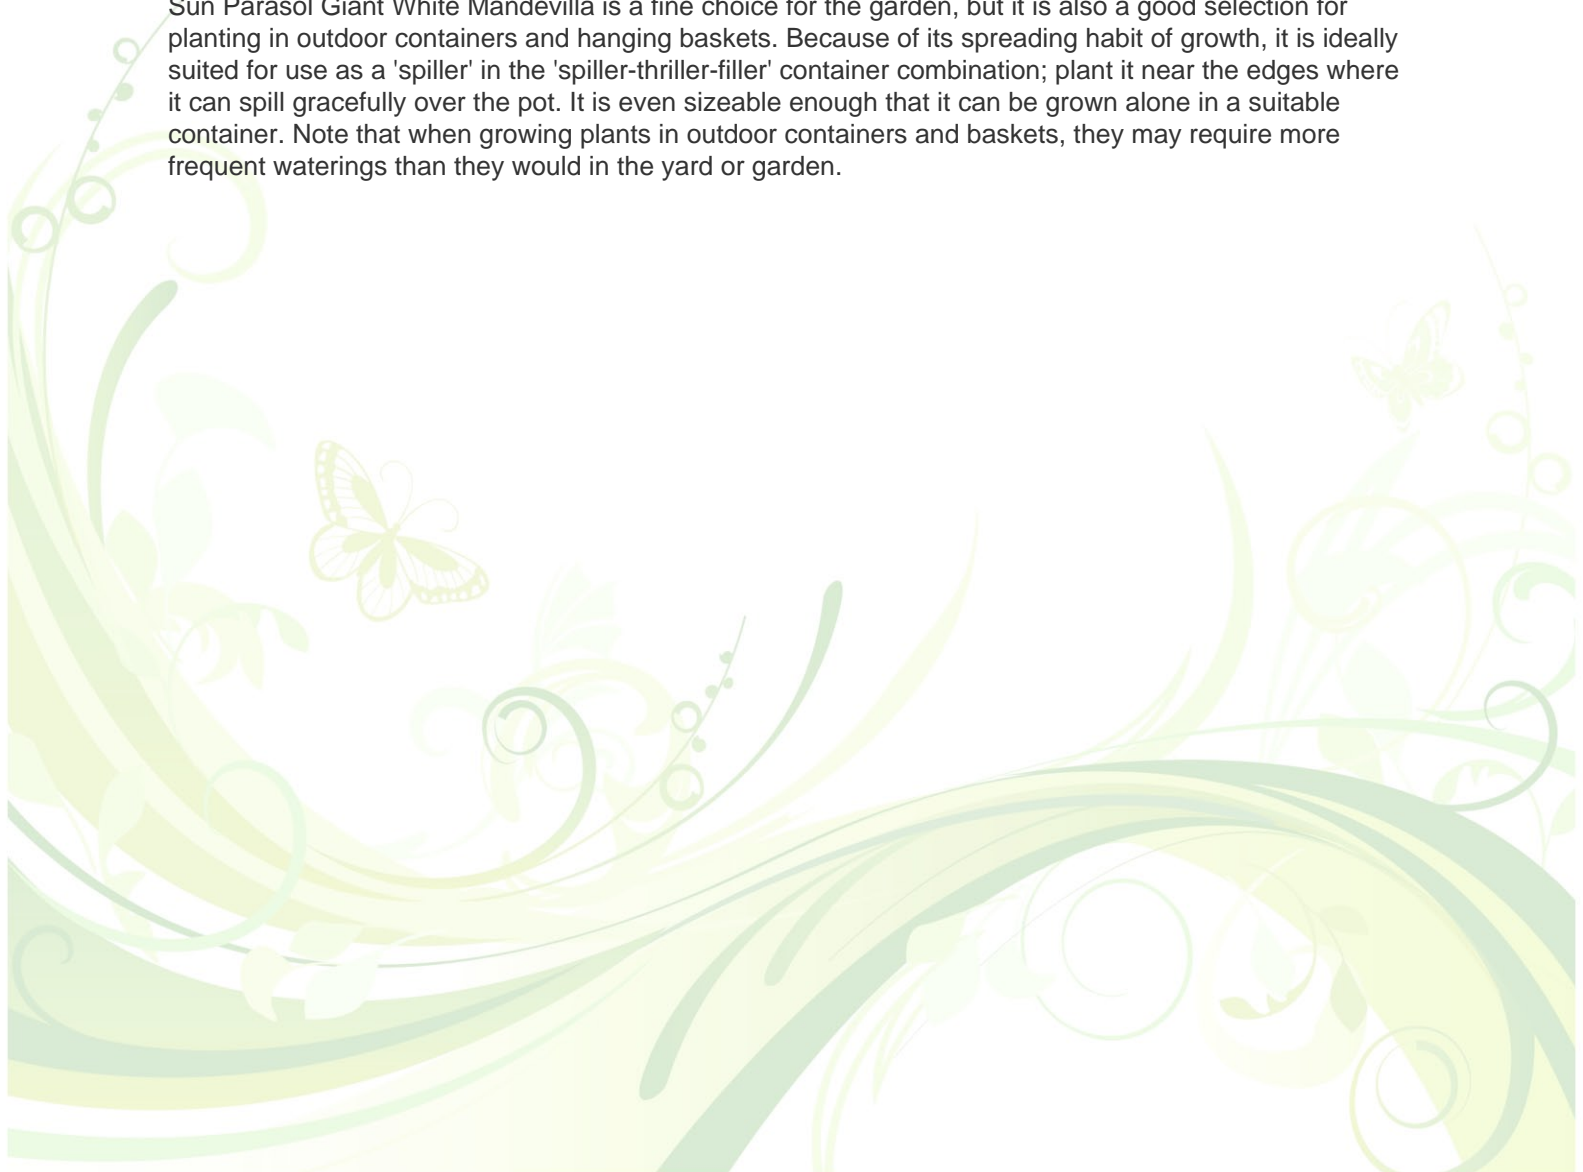 Sun Parasol Giant White Mandevilla is a fine choice for the garden, but it is also a good selection for
planting in outdoor containers and hanging baskets. Because of its spreading habit of growth, it is ideally
suited for use as a 'spiller' in the 'spiller-thriller-filler' container combination; plant it near the edges where
it can spill gracefully over the pot. It is even sizeable enough that it can be grown alone in a suitable
container. Note that when growing plants in outdoor containers and baskets, they may require more
frequent waterings than they would in the yard or garden.